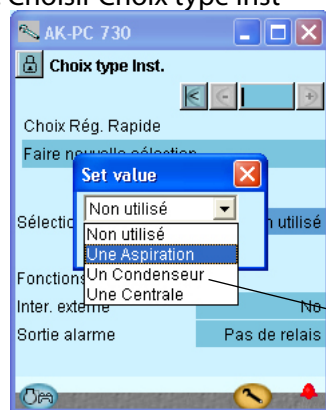 Choisir Choix type Inst
AK-PC 730
Choix type Inst.
Choix Rég. Rapide
Faire nouvelle sélection
Set value
Non utilisé
Sélectio
n utilisé
Non utilisé
Une Aspiration
Fonctions
Un Condenseur
Une Centrale
Inter. externe
No
Sortie alarme
Pas de relais